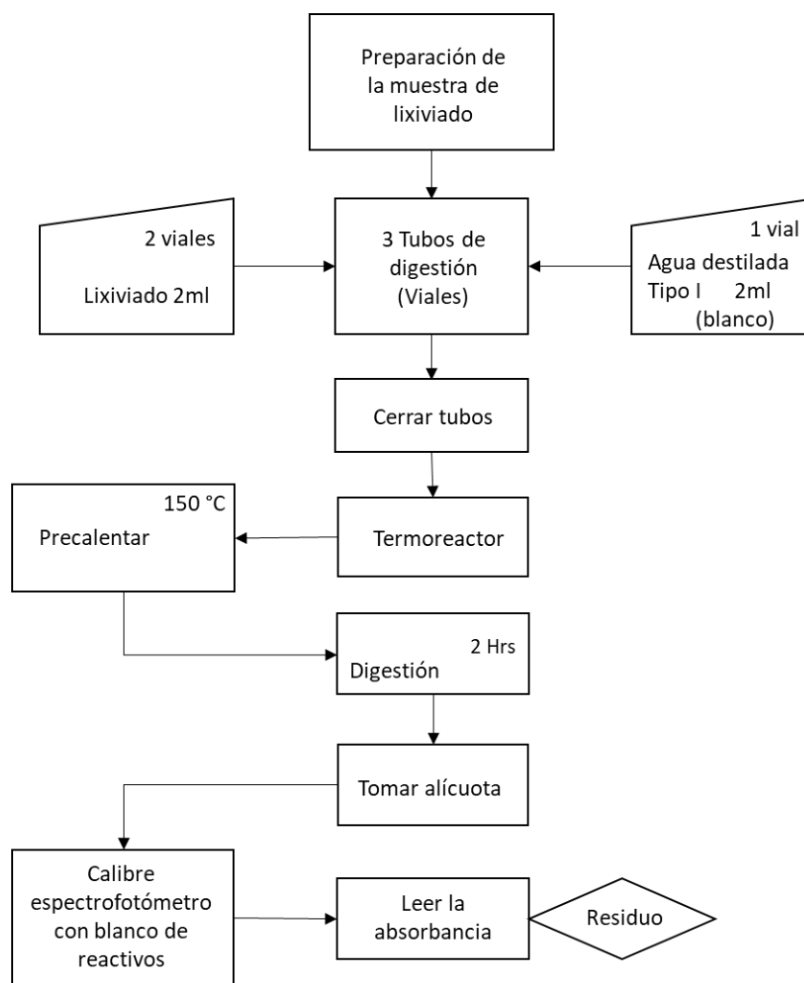 Preparación de
la muestra de
lixiviado
2 viales
Lixiviado 2ml
3 Tubos de
digestión
(Viales)
1 vial
Agua destilada
Tipo I 2ml
(blanco)
Cerrar tubos
Termoreactor
150 °C
Precalentar
2 Hrs
Digestión
Tomar alícuota
Calibre
espectrofotómetro
con blanco de
reactivos
Leer la
absorbancia
Residuo